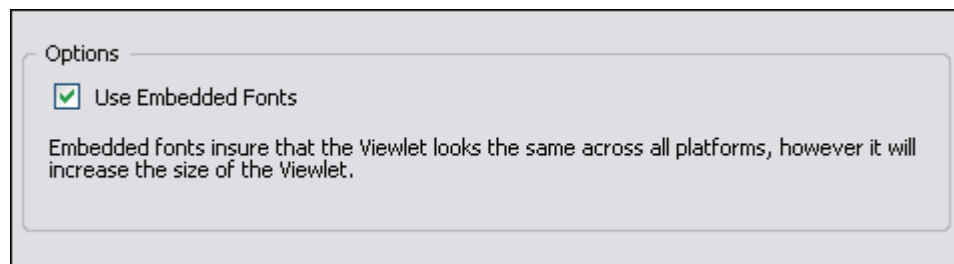 Options
Use Embedded Fonts
Embedded fonts insure that the Viewlet looks the same across all platforms, however it will
increase the size of the Viewlet.